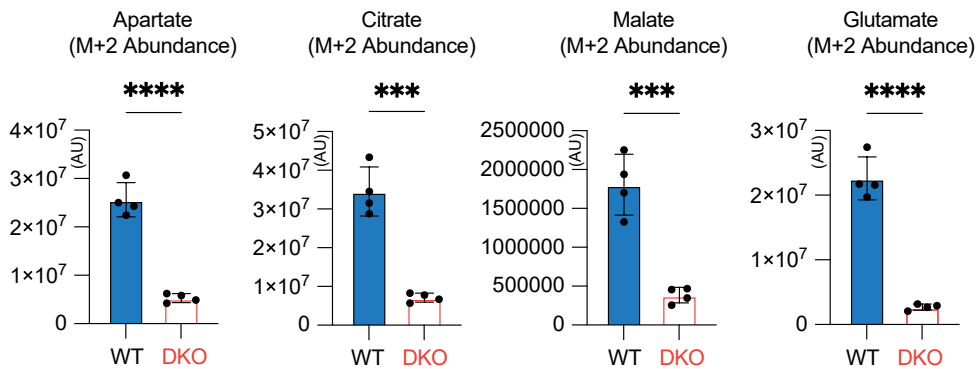 Apartate
(M+2 Abundance)
****
4×10⁷
3×10⁷
2×10⁷
1×10⁷
0
(AU)
WT
DKO
Citrate
(M+2 Abundance)
***
5×10⁷
4×10⁷
3×10⁷
2×10⁷
1×10⁷
0
(AU)
WT
DKO
Malate
(M+2 Abundance)
***
2500000
2000000
1500000
1000000
500000
0
(AU)
WT
DKO
Glutamate
(M+2 Abundance)
****
3×10⁷
2×10⁷
1×10⁷
0
(AU)
WT
DKO